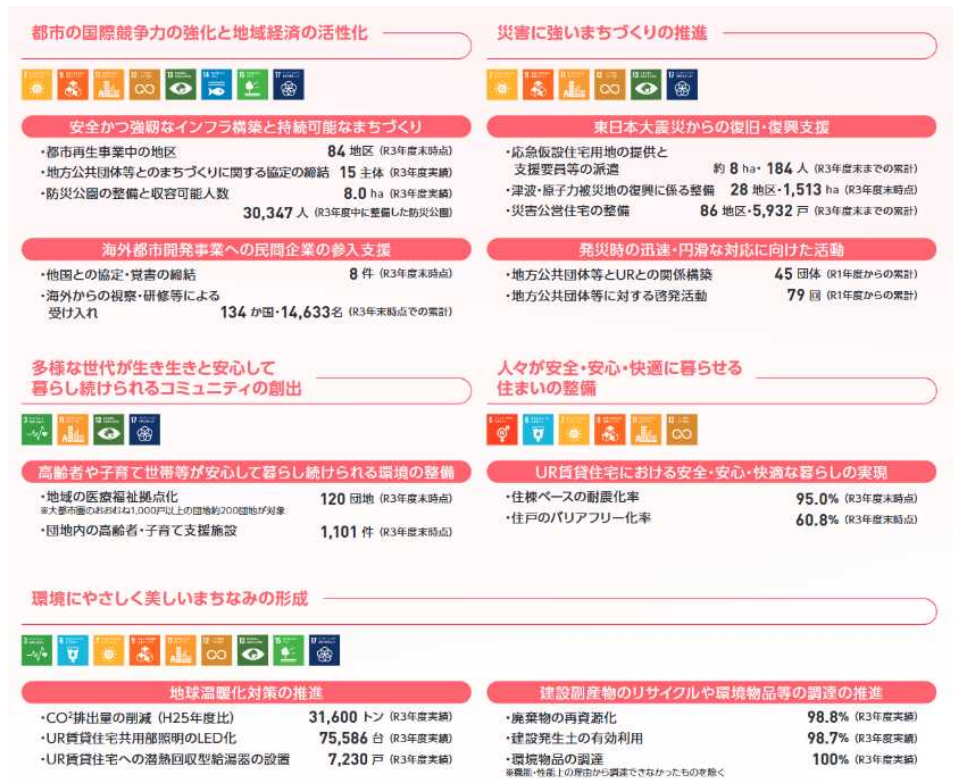 都市の国際競争力の強化と地域経済の活性化
安全かつ強靱なインフラ構築と持続可能なまちづくり
・都市再生事業中の地区 84 地区 (R3年度末時点)
・地方公共団体等とのまちづくりに関する協定の締結 15 主体 (R3年度実績)
・防災公園の整備と収容可能人数 8.0 ha (R3年度実績)
30,347 人 (R3年度中に整備した防災公園)
海外都市開発事業への民間企業の参入支援
・他国との協定・覚書の締結 8 件 (R3年度末時点)
・海外からの視察・研修等による
受け入れ 134 か国・14,633名 (R3年末時点での累計)
災害に強いまちづくりの推進
東日本大震災からの復旧・復興支援
・応急仮設住宅用地の提供と
支援要員等の派遣 約 8 ha・ 184 人 (R3年度末までの累計)
・津波・原子力被災地の復興に係る整備 28 地区・1,513 ha (R3年度末時点)
・災害公営住宅の整備 86 地区・5,932 戸 (R3年度末までの累計)
発災時の迅速・円滑な対応に向けた活動
・地方公共団体等とURとの関係構築 45 団体 (R1年度からの累計)
・地方公共団体等に対する啓発活動 79 回 (R1年度からの累計)
多様な世代が生き生きと安心して
暮らし続けられるコミュニティの創出
高齢者や子育て世帯等が安心して暮らし続けられる環境の整備
・地域の医療福祉拠点化 120 団地 (R3年度末時点)
※大都市圏のおおむね1,000戸以上の団地約200団地が対象
・団地内の高齢者・子育て支援施設 1,101 件 (R3年度末時点)
人々が安全・安心・快適に暮らせる
住まいの整備
UR賃貸住宅における安全・安心・快適な暮らしの実現
・住棟ベースの耐震化率 95.0% (R3年度末時点)
・住戸のバリアフリー化率 60.8% (R3年度末時点)
環境にやさしく美しいまちなみの形成
地球温暖化対策の推進
・CO²排出量の削減 (H25年度比) 31,600 トン (R3年度実績)
・UR賃貸住宅共用部照明のLED化 75,586 台 (R3年度実績)
・UR賃貸住宅への潜熱回収型給湯器の設置 7,230 戸 (R3年度実績)
建設副産物のリサイクルや環境物品等の調達の推進
・廃棄物の再資源化 98.8% (R3年度実績)
・建設発生土の有効利用 98.7% (R3年度実績)
・環境物品の調達 100% (R3年度実績)
※機能・性能上の理由から調達できなかったものを除く